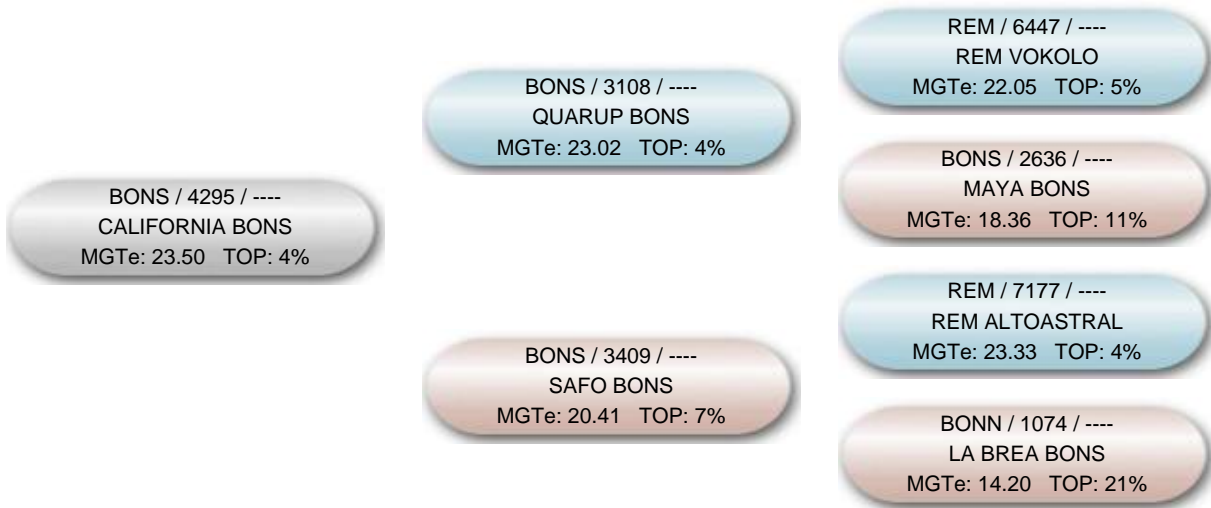 BONS / 4295 / ----
CALIFORNIA BONS
MGTe: 23.50 TOP: 4%
BONS / 3108 / ----
QUARUP BONS
MGTe: 23.02 TOP: 4%
BONS / 3409 / ----
SAFO BONS
MGTe: 20.41 TOP: 7%
REM / 6447 / ----
REM VOKOLO
MGTe: 22.05 TOP: 5%
BONS / 2636 / ----
MAYA BONS
MGTe: 18.36 TOP: 11%
REM / 7177 / ----
REM ALTOASTRAL
MGTe: 23.33 TOP: 4%
BONN / 1074 / ----
LA BREA BONS
MGTe: 14.20 TOP: 21%